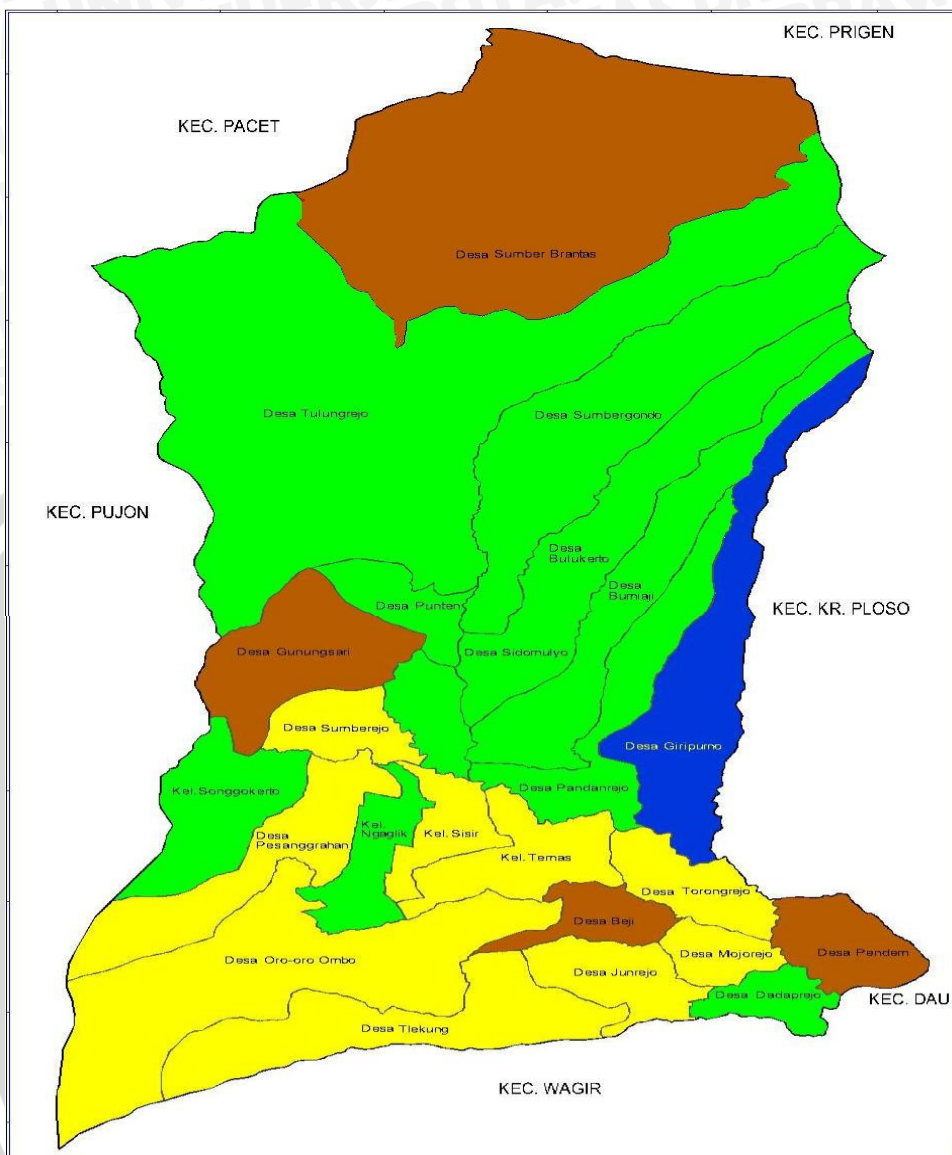 KEC. PRIGEN
KEC. PACET
Desa Sumber Brantas
Desa Tulungrejo
Desa Sumbergondo
KEC. PUJON
Desa
Bulukerto
Desa
Bumiaji
Desa Punten
KEC. KR. PLOSO
Desa Gunungsari
Desa Sidomulyo
Desa Sumberejo
Desa Giripurno
Kel. Songgokerto
Desa Pandanrejo
Desa
Pesanggrahan
Kel.
Ngaglik
Kel. Sisir
Kel. Temas
Desa Torongrejo
Desa Beji
Desa Oro-oro Ombo
Desa Junrejo
Desa Mojorejo
Desa Pendem
Desa Dadaprejo
KEC. DAU
Desa Tlekung
KEC. WAGIR